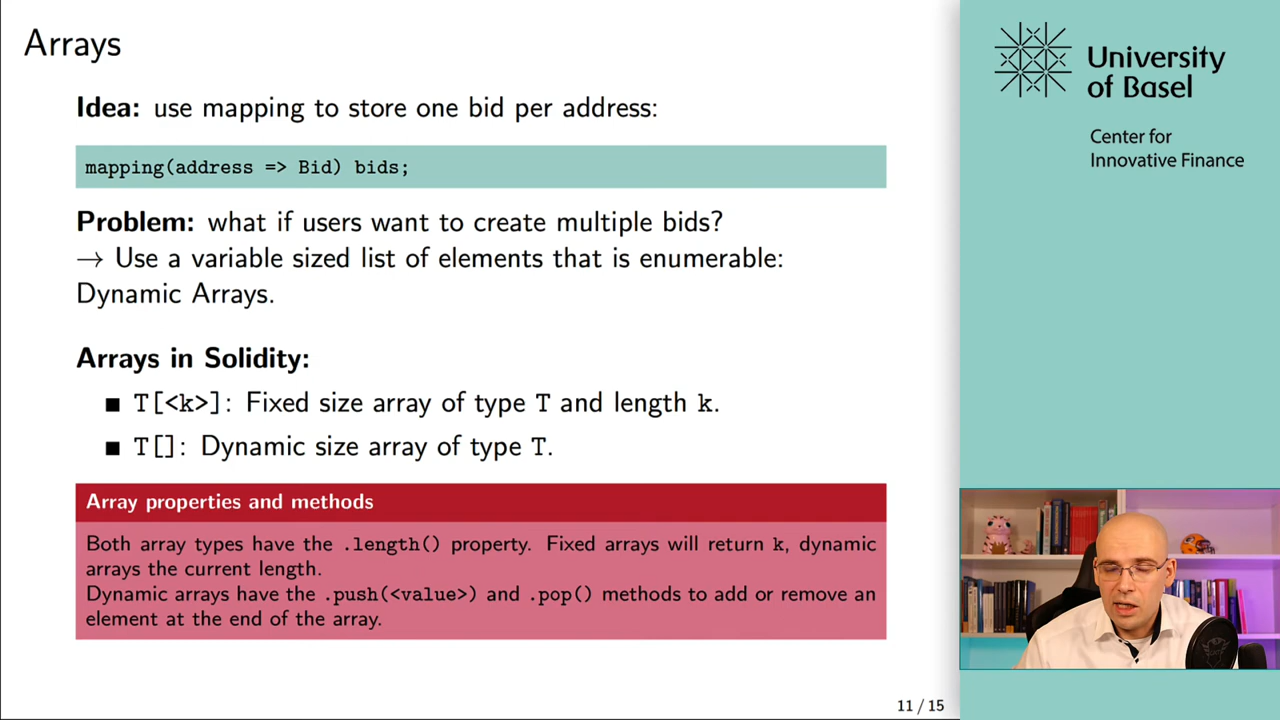 Arrays
Idea: use mapping to store one bid per address:
mapping(address => Bid) bids;
Problem: what if users want to create multiple bids?
→ Use a variable sized list of elements that is enumerable:
Dynamic Arrays.
Arrays in Solidity:
■ T[<k>]: Fixed size array of type T and length k.
■ T[]: Dynamic size array of type T.
Array properties and methods
Both array types have the .length() property. Fixed arrays will return k, dynamic
arrays the current length.
Dynamic arrays have the .push(<value>) and .pop() methods to add or remove an
element at the end of the array.
11 / 15
University
of Basel
Center for
Innovative Finance